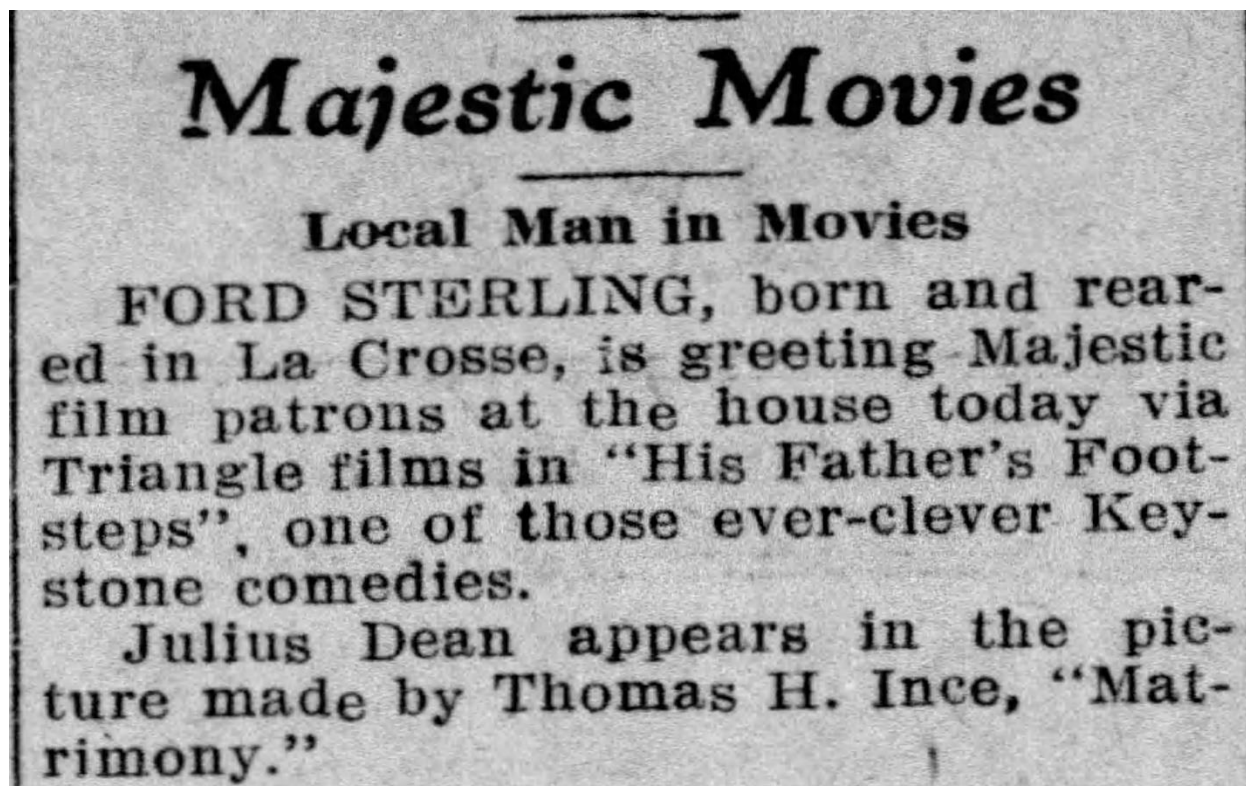 Majestic Movies
Local Man in Movies
FORD STERLING, born and rear-
ed in La Crosse, is greeting Majestic
film patrons at the house today via
Triangle films in “His Father’s Foot-
steps”, one of those ever-clever Key-
stone comedies.
Julius Dean appears in the pic-
ture made by Thomas H. Ince, “Mat-
rimony.”